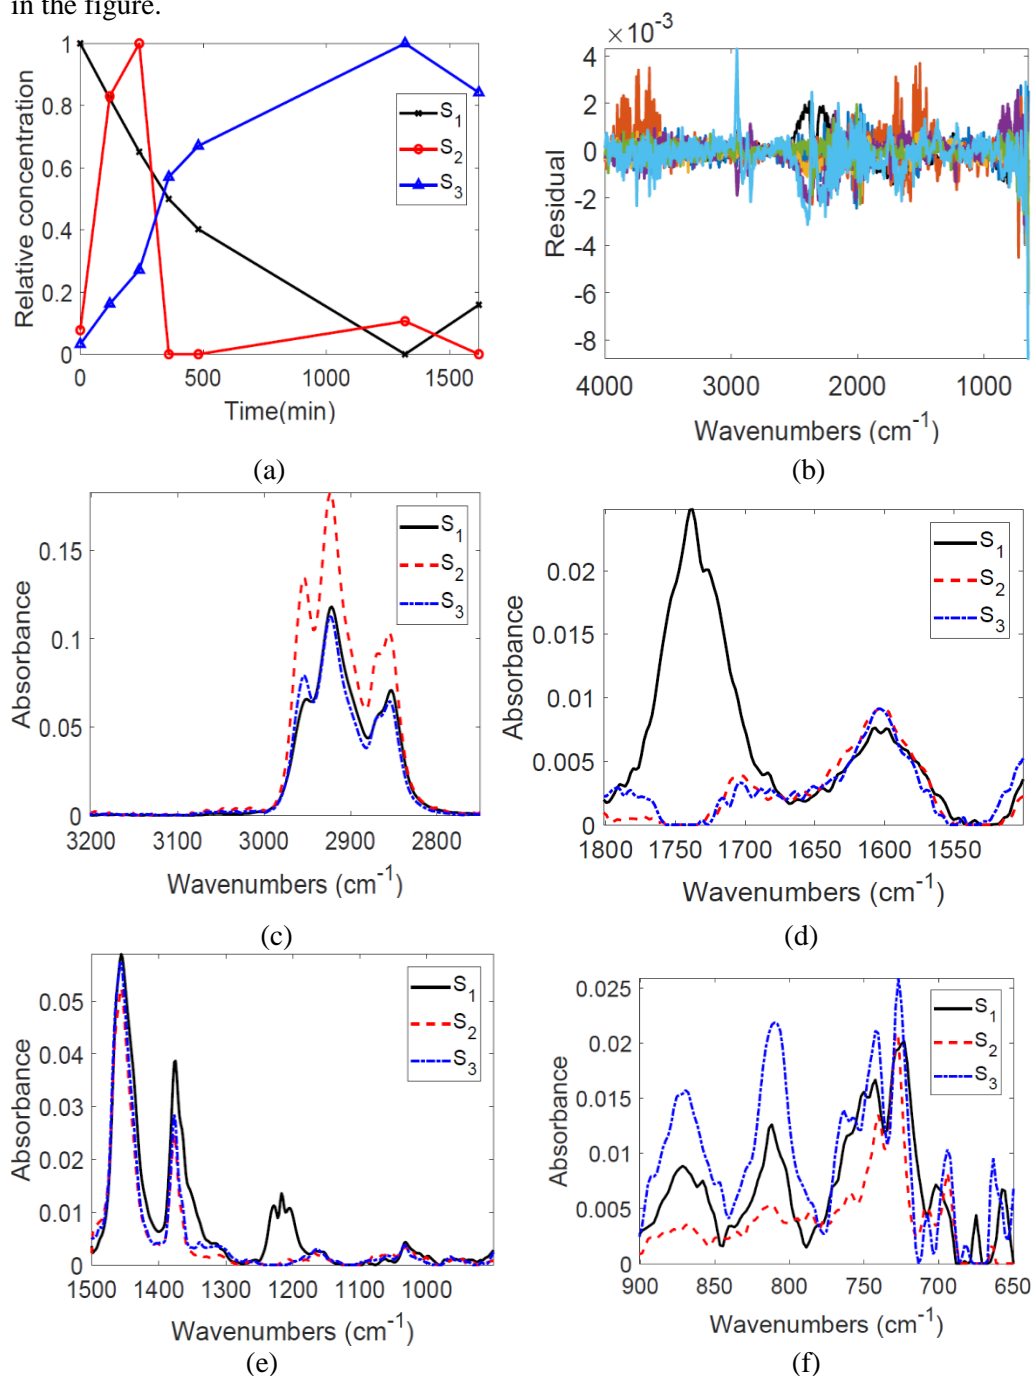 in the figure.
1
0.8
0.6
0.4
0.2
0
0 500 1000 1500
Relative concentration
Time(min)
S1
S2
S3
(a)
×10-3
4
2
0
-2
-4
-6
-8
4000 3000 2000 1000
Residual
Wavenumbers (cm-1)
(b)
0.15
0.1
0.05
0
3200 3100 3000 2900 2800
Absorbance
Wavenumbers (cm-1)
S1
S2
S3
(c)
0.02
0.015
0.01
0.005
0
1800 1750 1700 1650 1600 1550
Absorbance
Wavenumbers (cm-1)
S1
S2
S3
(d)
0.05
0.04
0.03
0.02
0.01
0
1500 1400 1300 1200 1100 1000
Absorbance
Wavenumbers (cm-1)
S1
S2
S3
(e)
0.025
0.02
0.015
0.01
0.005
0
900 850 800 750 700 650
Absorbance
Wavenumbers (cm-1)
S1
S2
S3
(f)